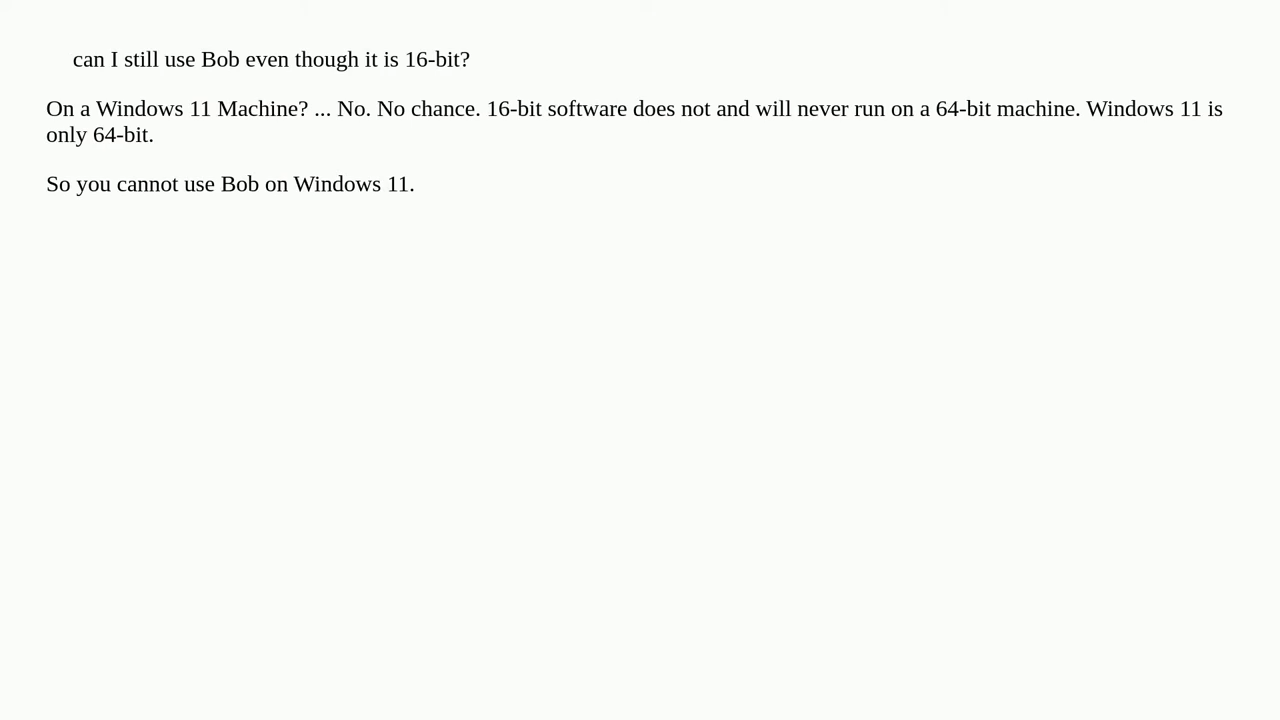 can I still use Bob even though it is 16-bit?
On a Windows 11 Machine? ... No. No chance. 16-bit software does not and will never run on a 64-bit machine. Windows 11 is
only 64-bit.
So you cannot use Bob on Windows 11.